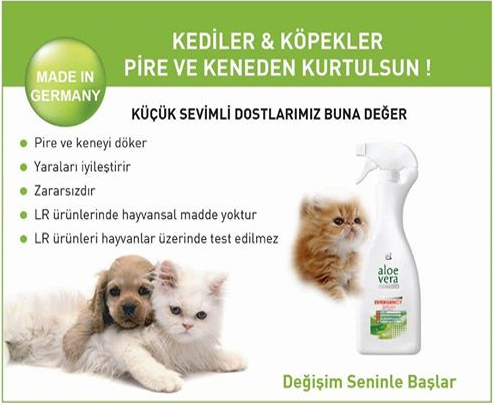 KEDİLER & KÖPEKLER
PİRE VE KENEDEN KURTULSUN !
MADE IN
GERMANY
KÜÇÜK SEVİMLİ DOSTLARIMIZ BUNA DEĞER
Pire ve keneyi döker
Yaraları iyileştirir
Zararsızdır
LR ürünlerinde hayvansal madde yoktur
LR ürünleri hayvanlar üzerinde test edilmez
aloe
vera
EMERGENCY
SPRAY
Değişim Seninle Başlar